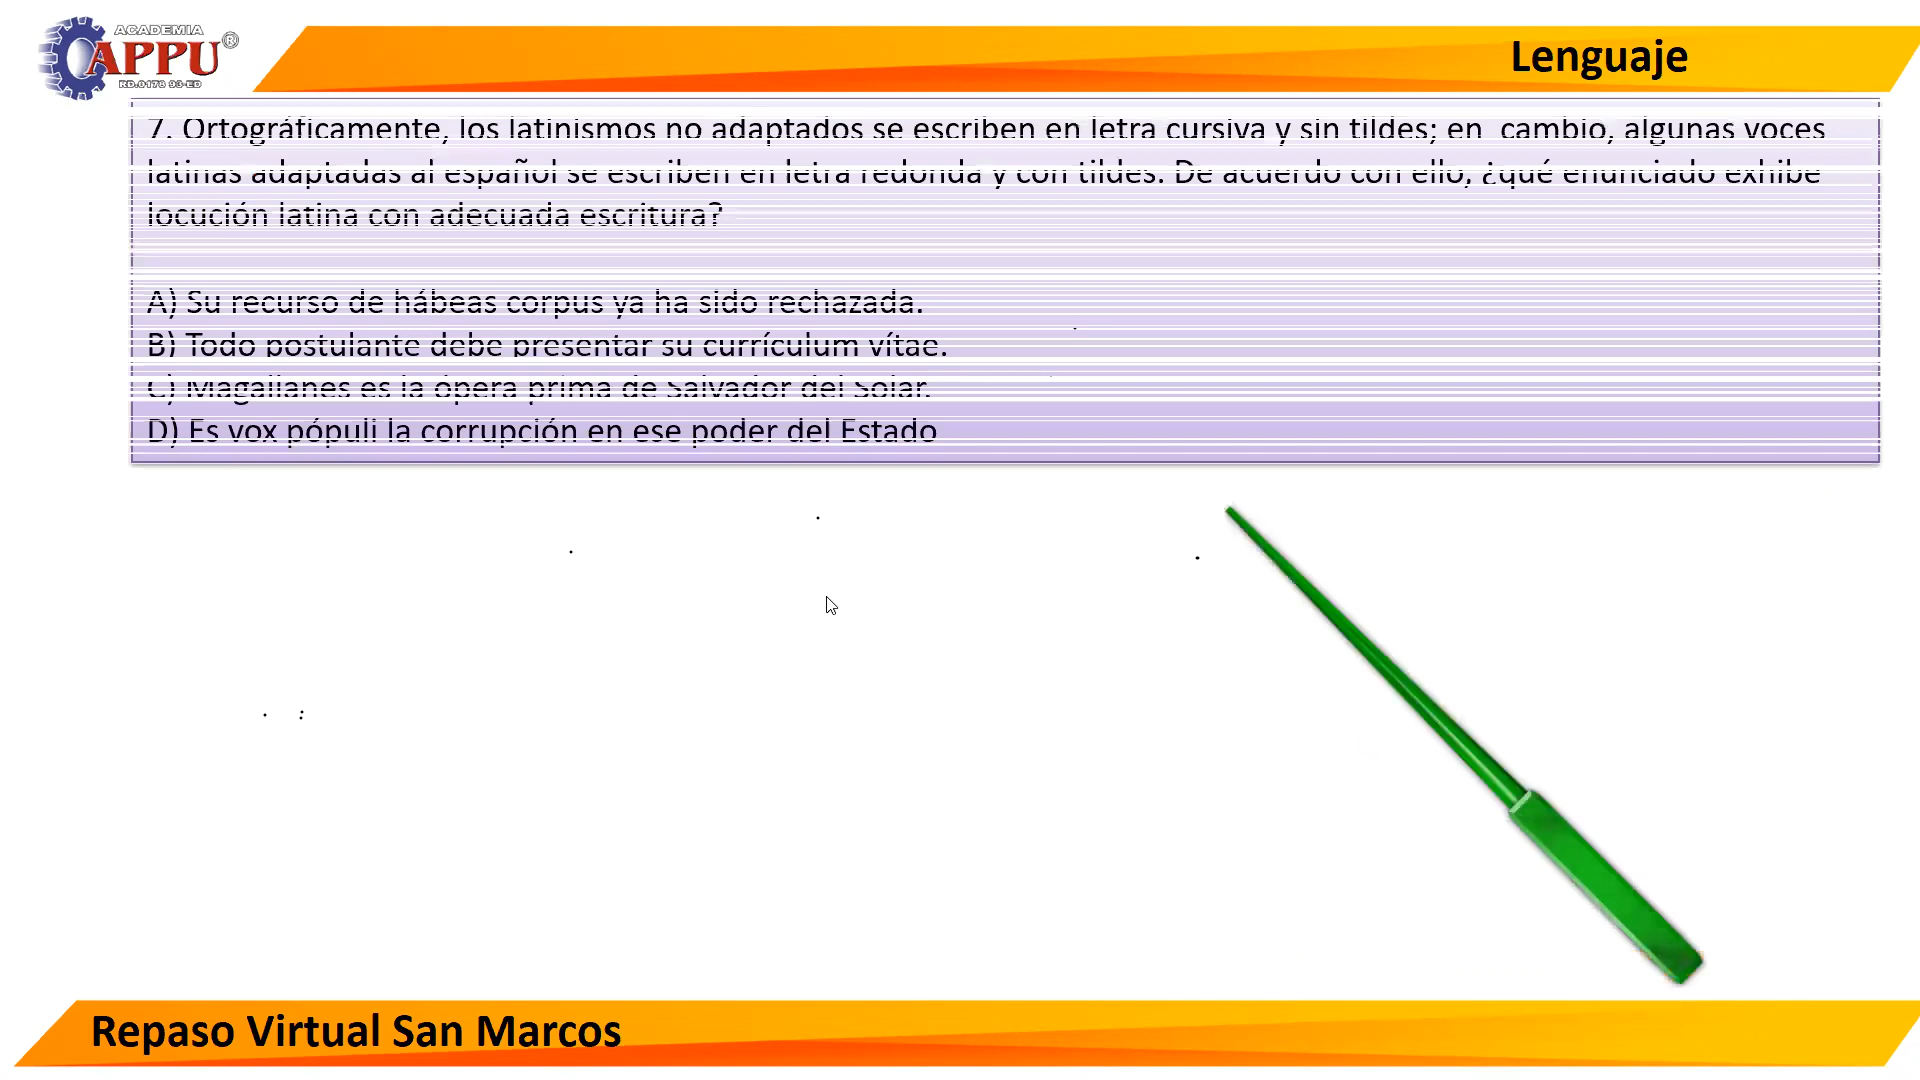 ACADEMIA
APPU®
RD.0178 93-ED
Lenguaje
7. Ortográficamente, los latinismos no adaptados se escriben en letra cursiva y sin tildes; en cambio, algunas voces
latinas adaptadas al español se escriben en letra redonda y con tildes. De acuerdo con ello, ¿qué enunciado exhibe
locución latina con adecuada escritura?
A) Su recurso de hábeas corpus ya ha sido rechazada.
B) Todo postulante debe presentar su currículum vítae.
C) Magallanes es la ópera prima de Salvador del Solar.
D) Es vox pópuli la corrupción en ese poder del Estado
Repaso Virtual San Marcos